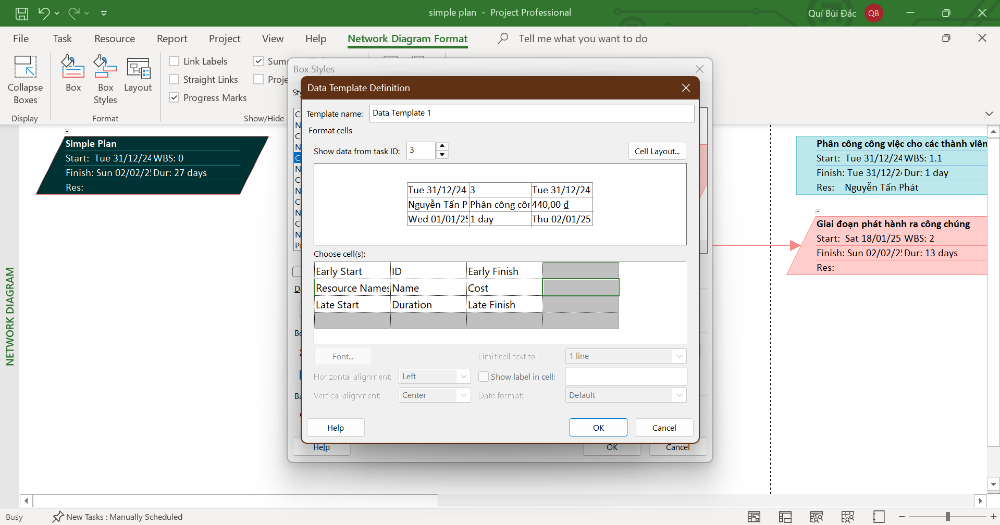 simple plan - Project Professional
Quí Bùi Đắc
QB
File Task Resource Report Project View Help Network Diagram Format Tell me what you want to do
Collapse Boxes
Box
Box Styles
Layout
Link Labels
Straight Links
Progress Marks
Display
Format
Show/Hide
NETWORK DIAGRAM
Simple Plan
Start: Tue 31/12/24 WBS: 0
Finish: Sun 02/02/2 Dur: 27 days
Res:
Box Styles
Data Template Definition
Template name: Data Template 1
Format cells
Show data from task ID: 3
Cell Layout...
Tue 31/12/24 3 Tue 31/12/24
Nguyễn Tấn P Phân công côn 440,00 ₫
Wed 01/01/25 1 day Thu 02/01/25
Choose cell(s):
Early Start ID Early Finish
Resource Names Name Cost
Late Start Duration Late Finish
Font...
Limit cell text to: 1 line
Horizontal alignment: Left
Show label in cell:
Vertical alignment: Center
Date format: Default
Help OK Cancel
Help OK Cancel
Phân công công việc cho các thành viên
Start: Tue 31/12/24 WBS: 1.1
Finish: Tue 31/12/2 Dur: 1 day
Res: Nguyễn Tấn Phát
Giai đoạn phát hành ra công chúng
Start: Sat 18/01/25 WBS: 2
Finish: Sun 02/02/2 Dur: 13 days
Res:
Busy
New Tasks : Manually Scheduled